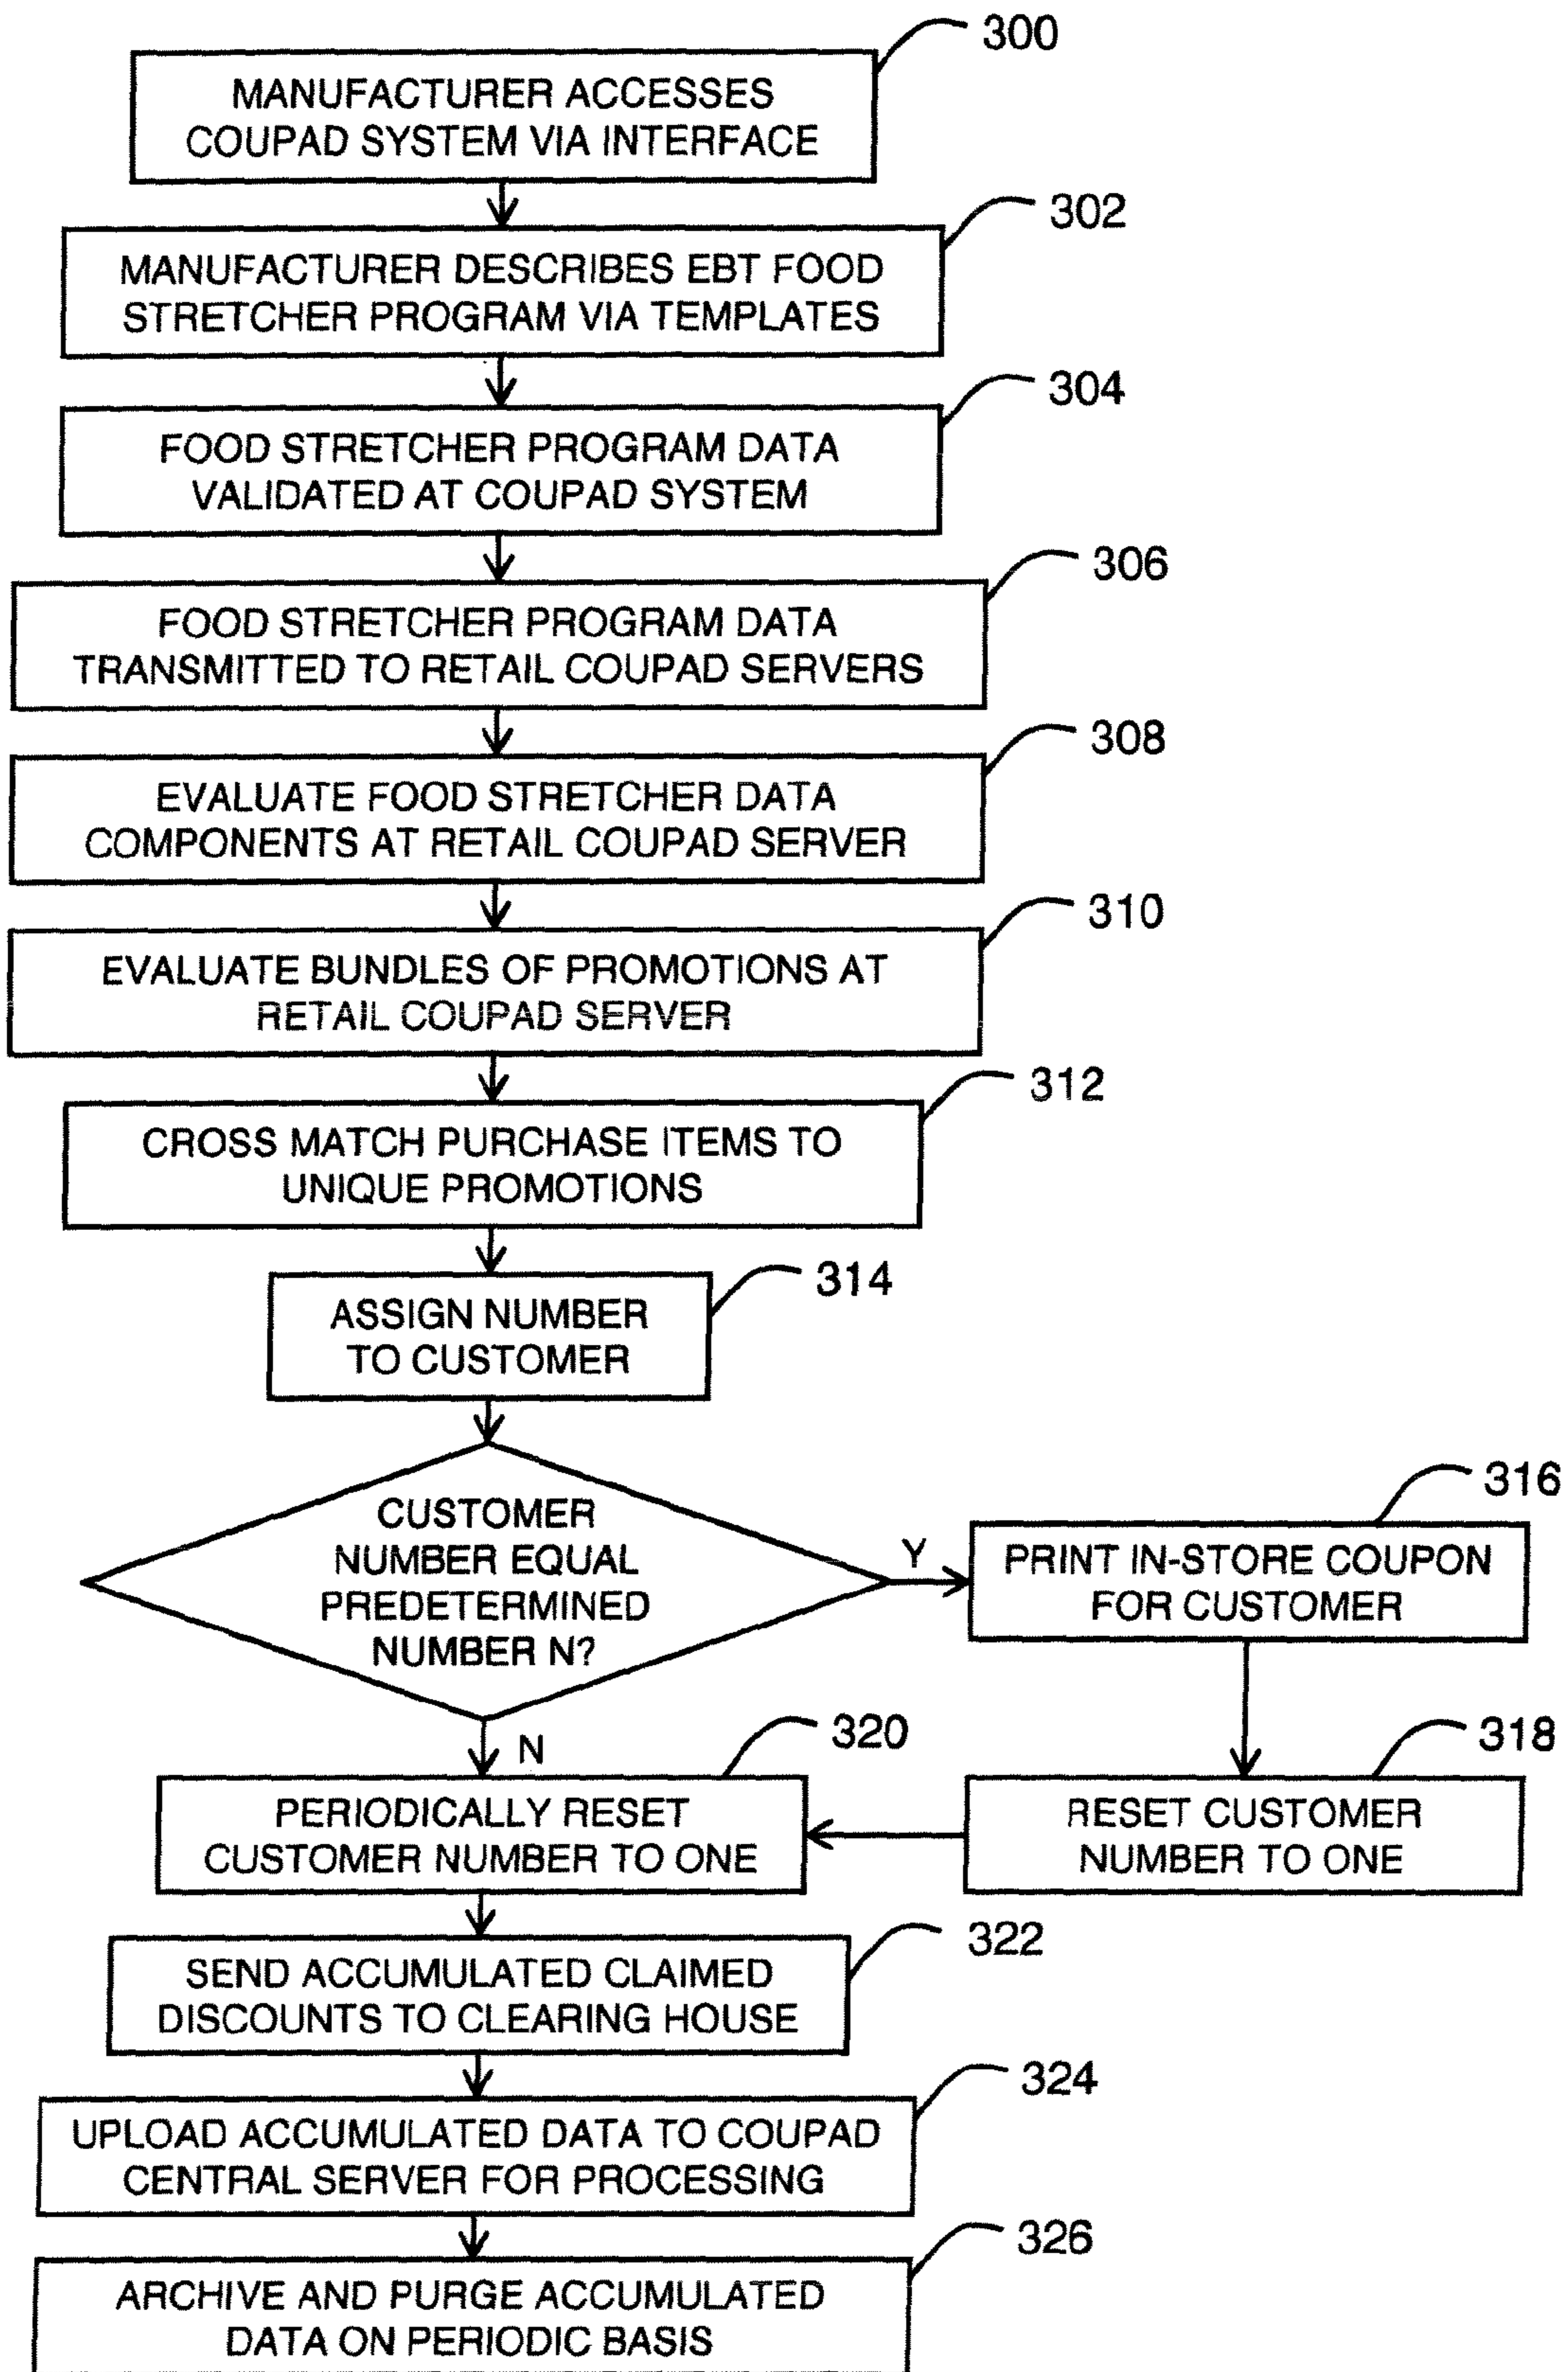 300
MANUFACTURER ACCESSES
COUPAD SYSTEM VIA INTERFACE
302
MANUFACTURER DESCRIBES EBT FOOD
STRETCHER PROGRAM VIA TEMPLATES
304
FOOD STRETCHER PROGRAM DATA
VALIDATED AT COUPAD SYSTEM
306
FOOD STRETCHER PROGRAM DATA
TRANSMITTED TO RETAIL COUPAD SERVERS
308
EVALUATE FOOD STRETCHER DATA
COMPONENTS AT RETAIL COUPAD SERVER
310
EVALUATE BUNDLES OF PROMOTIONS AT
RETAIL COUPAD SERVER
312
CROSS MATCH PURCHASE ITEMS TO
UNIQUE PROMOTIONS
314
ASSIGN NUMBER
TO CUSTOMER
CUSTOMER
NUMBER EQUAL
PREDETERMINED
NUMBER N?
Y
316
PRINT IN-STORE COUPON
FOR CUSTOMER
318
RESET CUSTOMER
NUMBER TO ONE
N
320
PERIODICALLY RESET
CUSTOMER NUMBER TO ONE
322
SEND ACCUMULATED CLAIMED
DISCOUNTS TO CLEARING HOUSE
324
UPLOAD ACCUMULATED DATA TO COUPAD
CENTRAL SERVER FOR PROCESSING
326
ARCHIVE AND PURGE ACCUMULATED
DATA ON PERIODIC BASIS